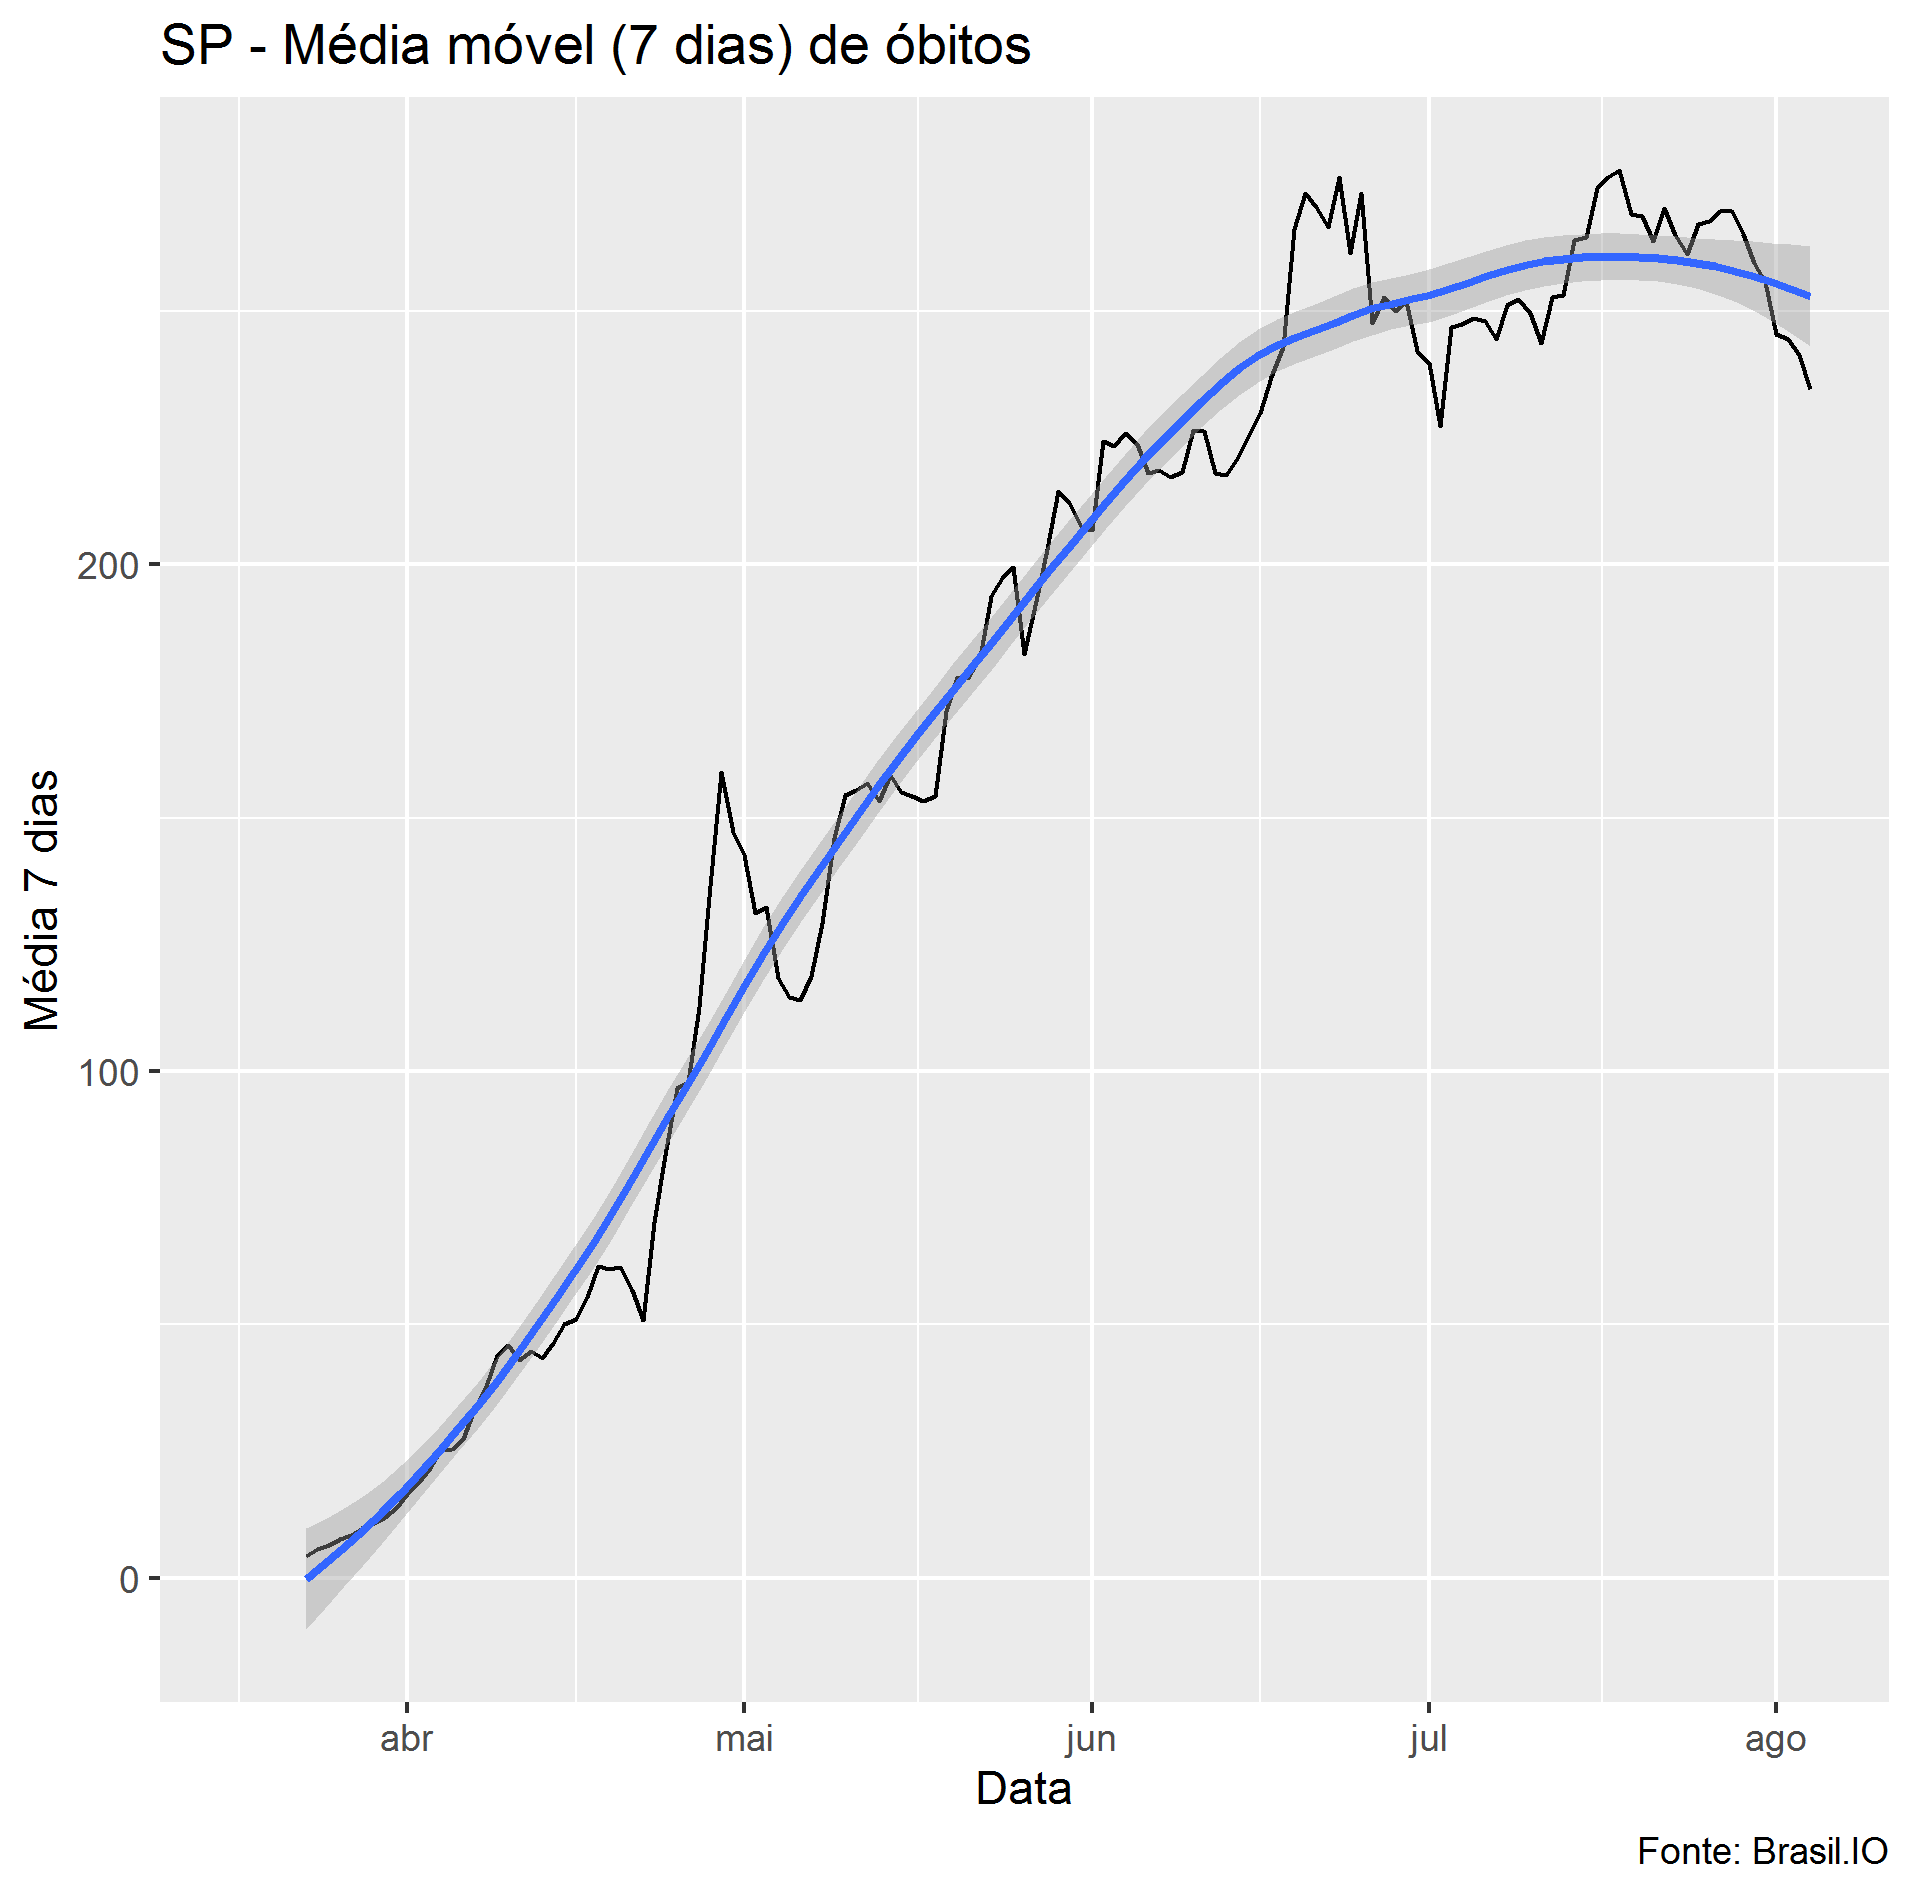 SP - Média móvel (7 dias) de óbitos
Média 7 dias
200
100
0
abr mai jun jul ago
Data
Fonte: Brasil.IO